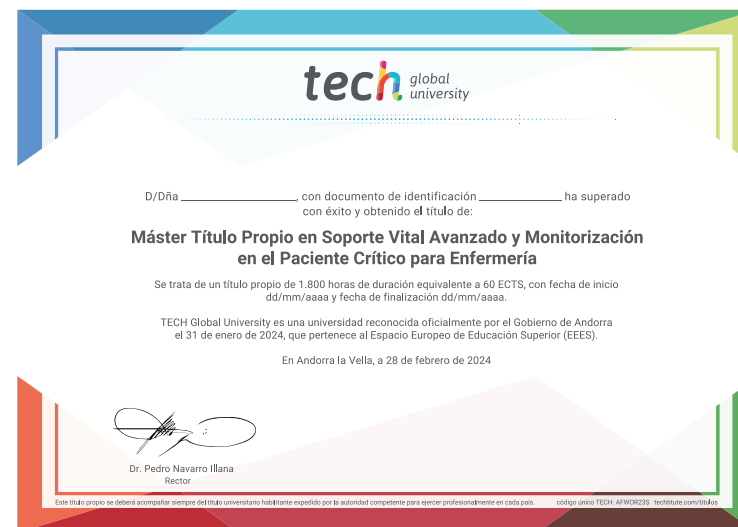 tech global university
D/Dña ____________, con documento de identificación ____________ ha superado
con éxito y obtenido el título de:
Máster Título Propio en Soporte Vital Avanzado y Monitorización
en el Paciente Crítico para Enfermería
Se trata de un título propio de 1.800 horas de duración equivalente a 60 ECTS, con fecha de inicio
dd/mm/aaaa y fecha de finalización dd/mm/aaaa.
TECH Global University es una universidad reconocida oficialmente por el Gobierno de Andorra
el 31 de enero de 2024, que pertenece al Espacio Europeo de Educación Superior (EEES).
En Andorra la Vella, a 28 de febrero de 2024
Dr. Pedro Navarro Illana
Rector
Este título propio se deberá acompañar siempre del título universitario habilitante expedido por la autoridad competente para ejercer profesionalmente en cada país. código único TECH: AFWOR23S techtitute.com/titulos